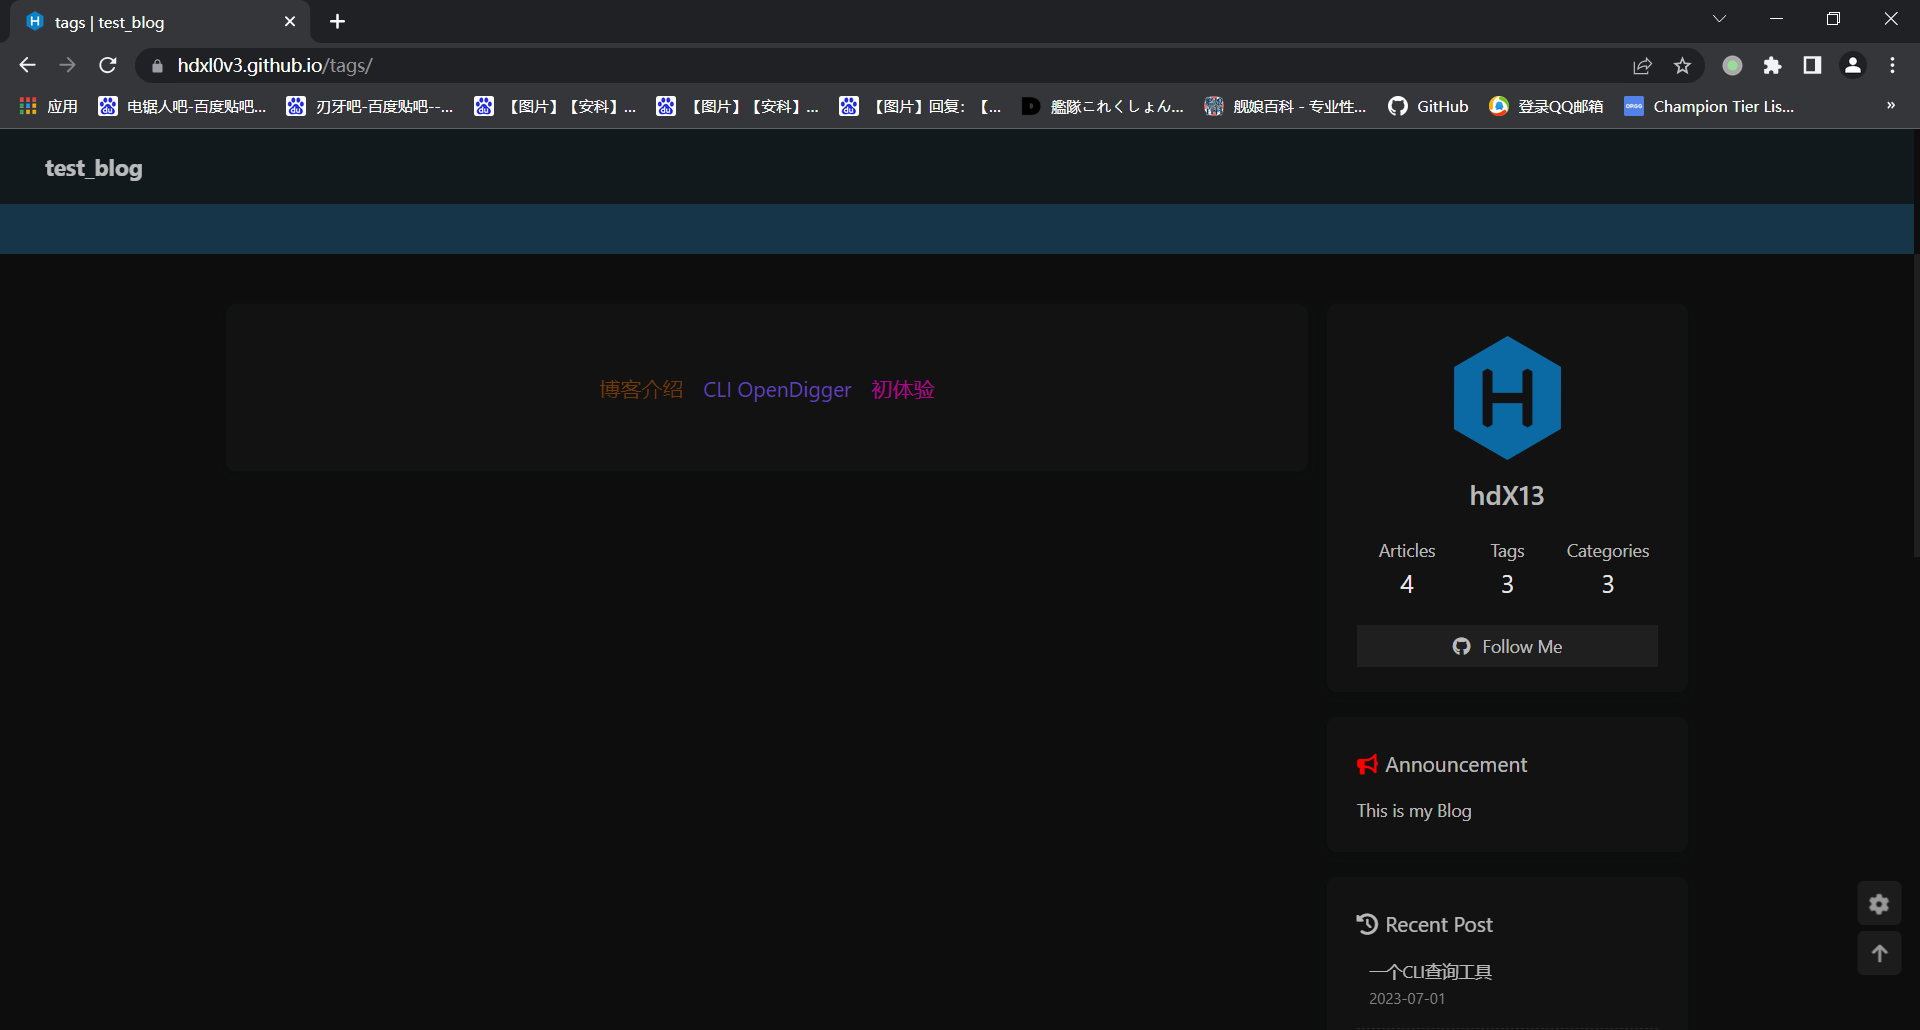 tags | test_blog
hdxl0v3.github.io/tags/
应用 电锯人吧-百度贴吧... 刃牙吧-百度贴吧--... 【图片】【安科】... 【图片】【安科】... 【图片】回复：【... 艦隊これくしょん... 舰娘百科 - 专业性... GitHub 登录QQ邮箱 OP.GG Champion Tier Lis... »
test_blog
博客介绍 CLI OpenDigger 初体验
hdX13
Articles Tags Categories
4 3 3
Follow Me
Announcement
This is my Blog
Recent Post
一个CLI查询工具
2023-07-01